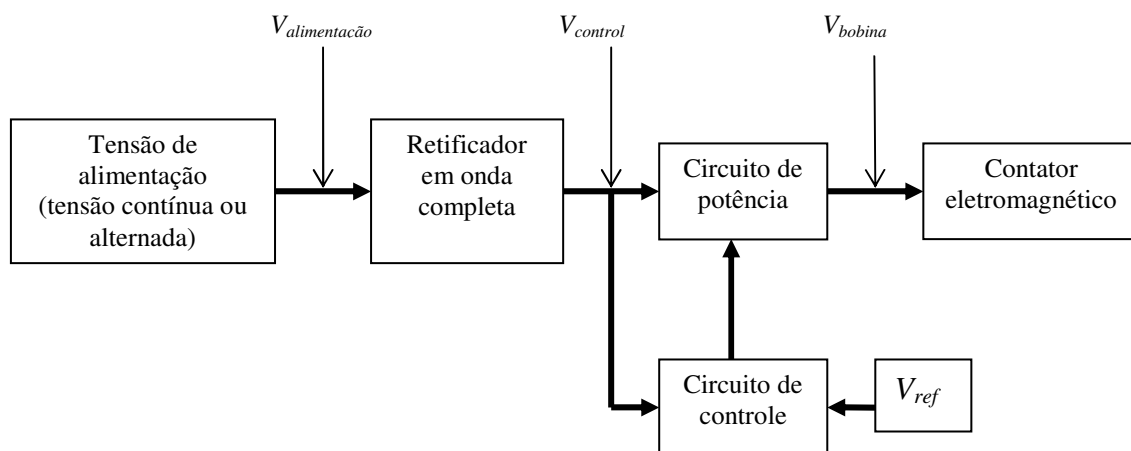 V_alimentacão
V_control
V_bobina
Tensão de
alimentação
(tensão contínua ou
alternada)
Retificador
em onda
completa
Circuito de
potência
Contator
eletromagnético
Circuito de
controle
V_ref